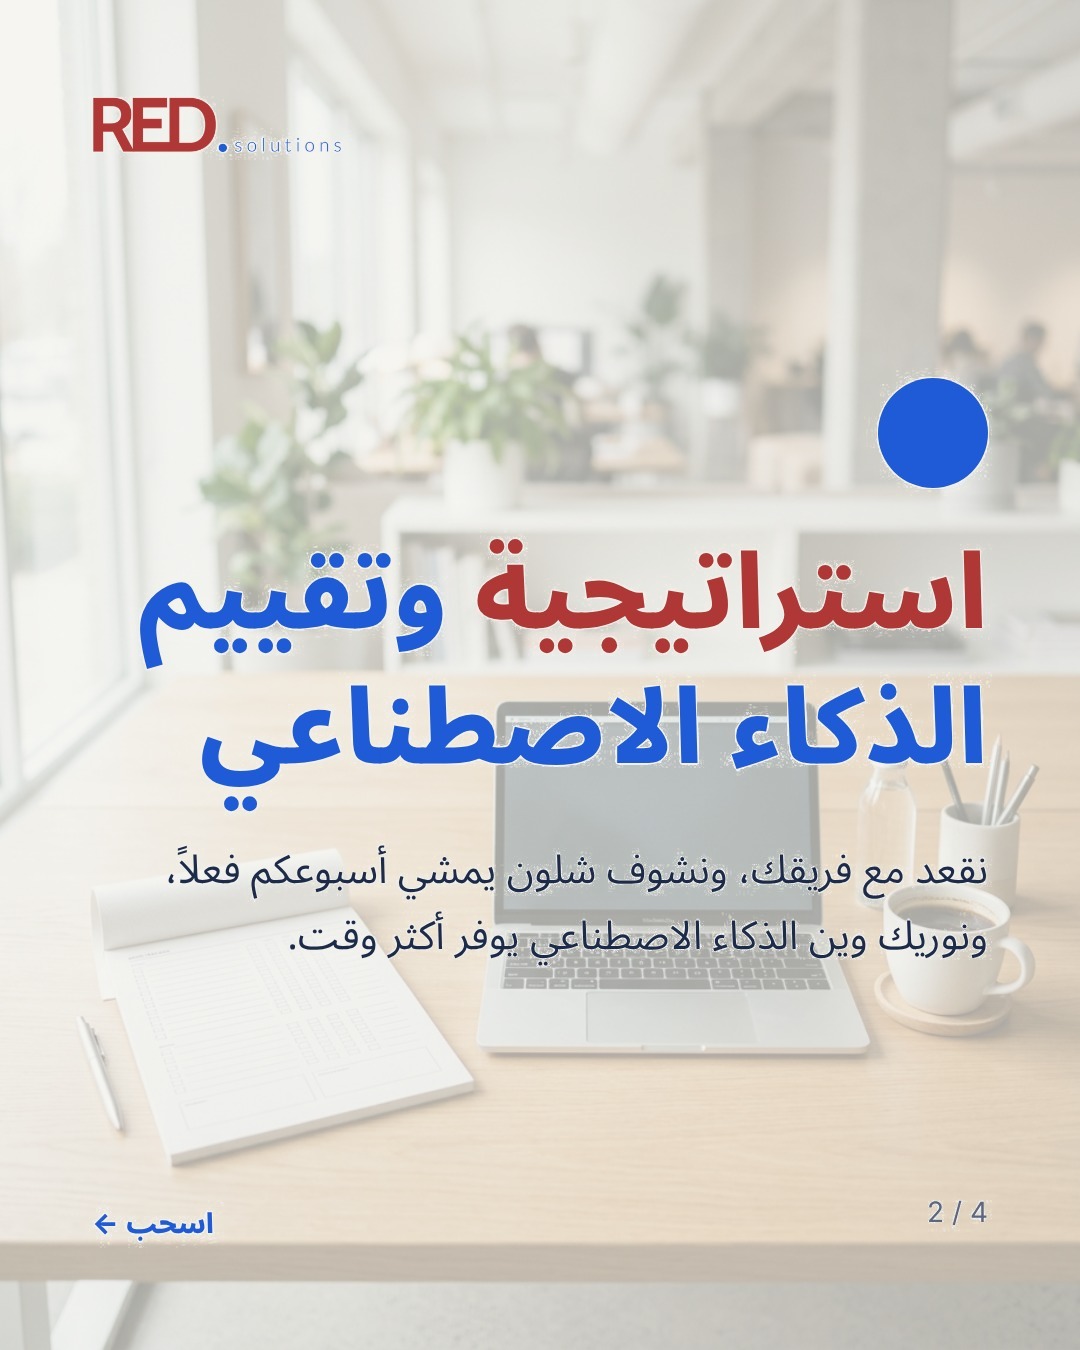 RED.solutions
استراتيجية وتقييم
الذكاء الاصطناعي
نقعد مع فريقك، ونشوف شلون يمشي أسبوعكم فعلاً،
ونوريك وين الذكاء الاصطناعي يوفر أكثر وقت.
2 / 4
اسحب ←